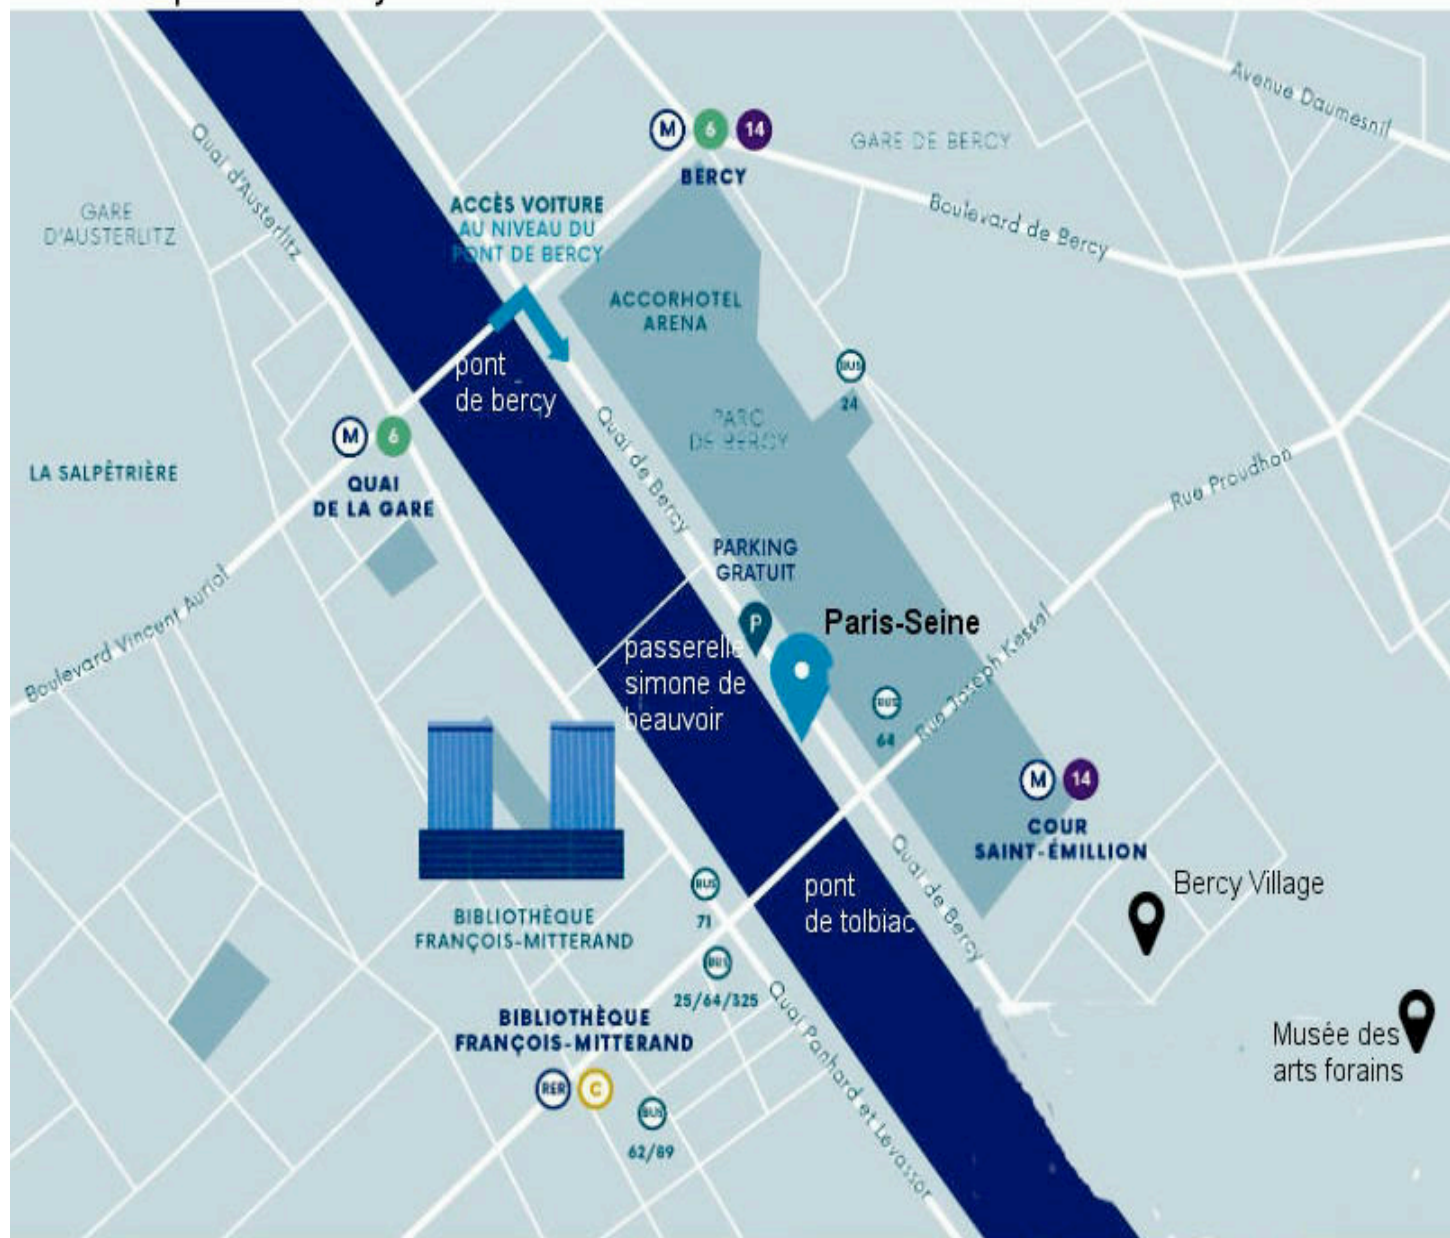 Avenue Daumesnil
M 6 14
BERCY
GARE DE BERCY
Quai d'Austerlitz
GARE
D'AUSTERLITZ
ACCÈS VOITURE
AU NIVEAU DU
PONT DE BERCY
Boulevard de Bercy
ACCORHOTEL
ARENA
pont
de bercy
BUS
24
PARC
DE BERCY
Quai de Bercy
M 6
QUAI
DE LA GARE
LA SALPÊTRIÈRE
Rue Proudhon
PARKING
GRATUIT
P
Paris-Seine
Boulevard Vincent Auriol
passerelle
simone de
beauvoir
BUS
64
Rue Joseph Kessel
M 14
COUR
SAINT-ÉMILLION
Bercy Village
Quai de Bercy
pont
de tolbiac
BUS
71
BIBLIOTHÈQUE
FRANÇOIS-MITTERAND
BUS
25/64/325
Quai Panhard et Levassor
BIBLIOTHÈQUE
FRANÇOIS-MITTERAND
RER C
BUS
62/89
Musée des
arts forains